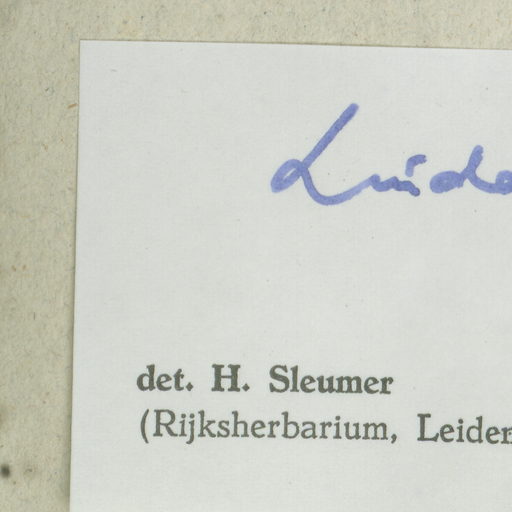 det. H. Sleumer
(Rijksherbarium, Leiden